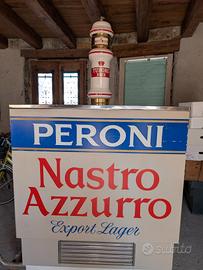 PERONI
Nastro
Azzurro
Export Lager
subito